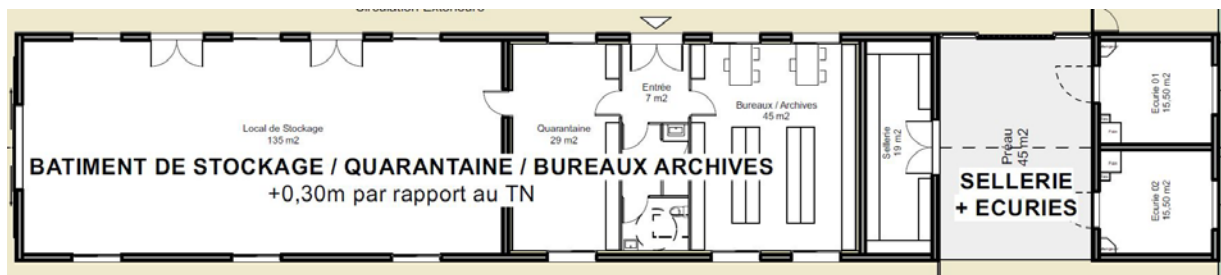 Circulation Extérieure
Local de Stockage
135 m2
Quarantaine
29 m2
Entrée
7 m2
Bureaux / Archives
45 m2
Sellerie
19 m2
Préau
45 m2
Ecurie 01
15,50 m2
Ecurie 02
15,50 m2
BATIMENT DE STOCKAGE / QUARANTAINE / BUREAUX ARCHIVES
+0,30m par rapport au TN
SELLERIE
+ ECURIES